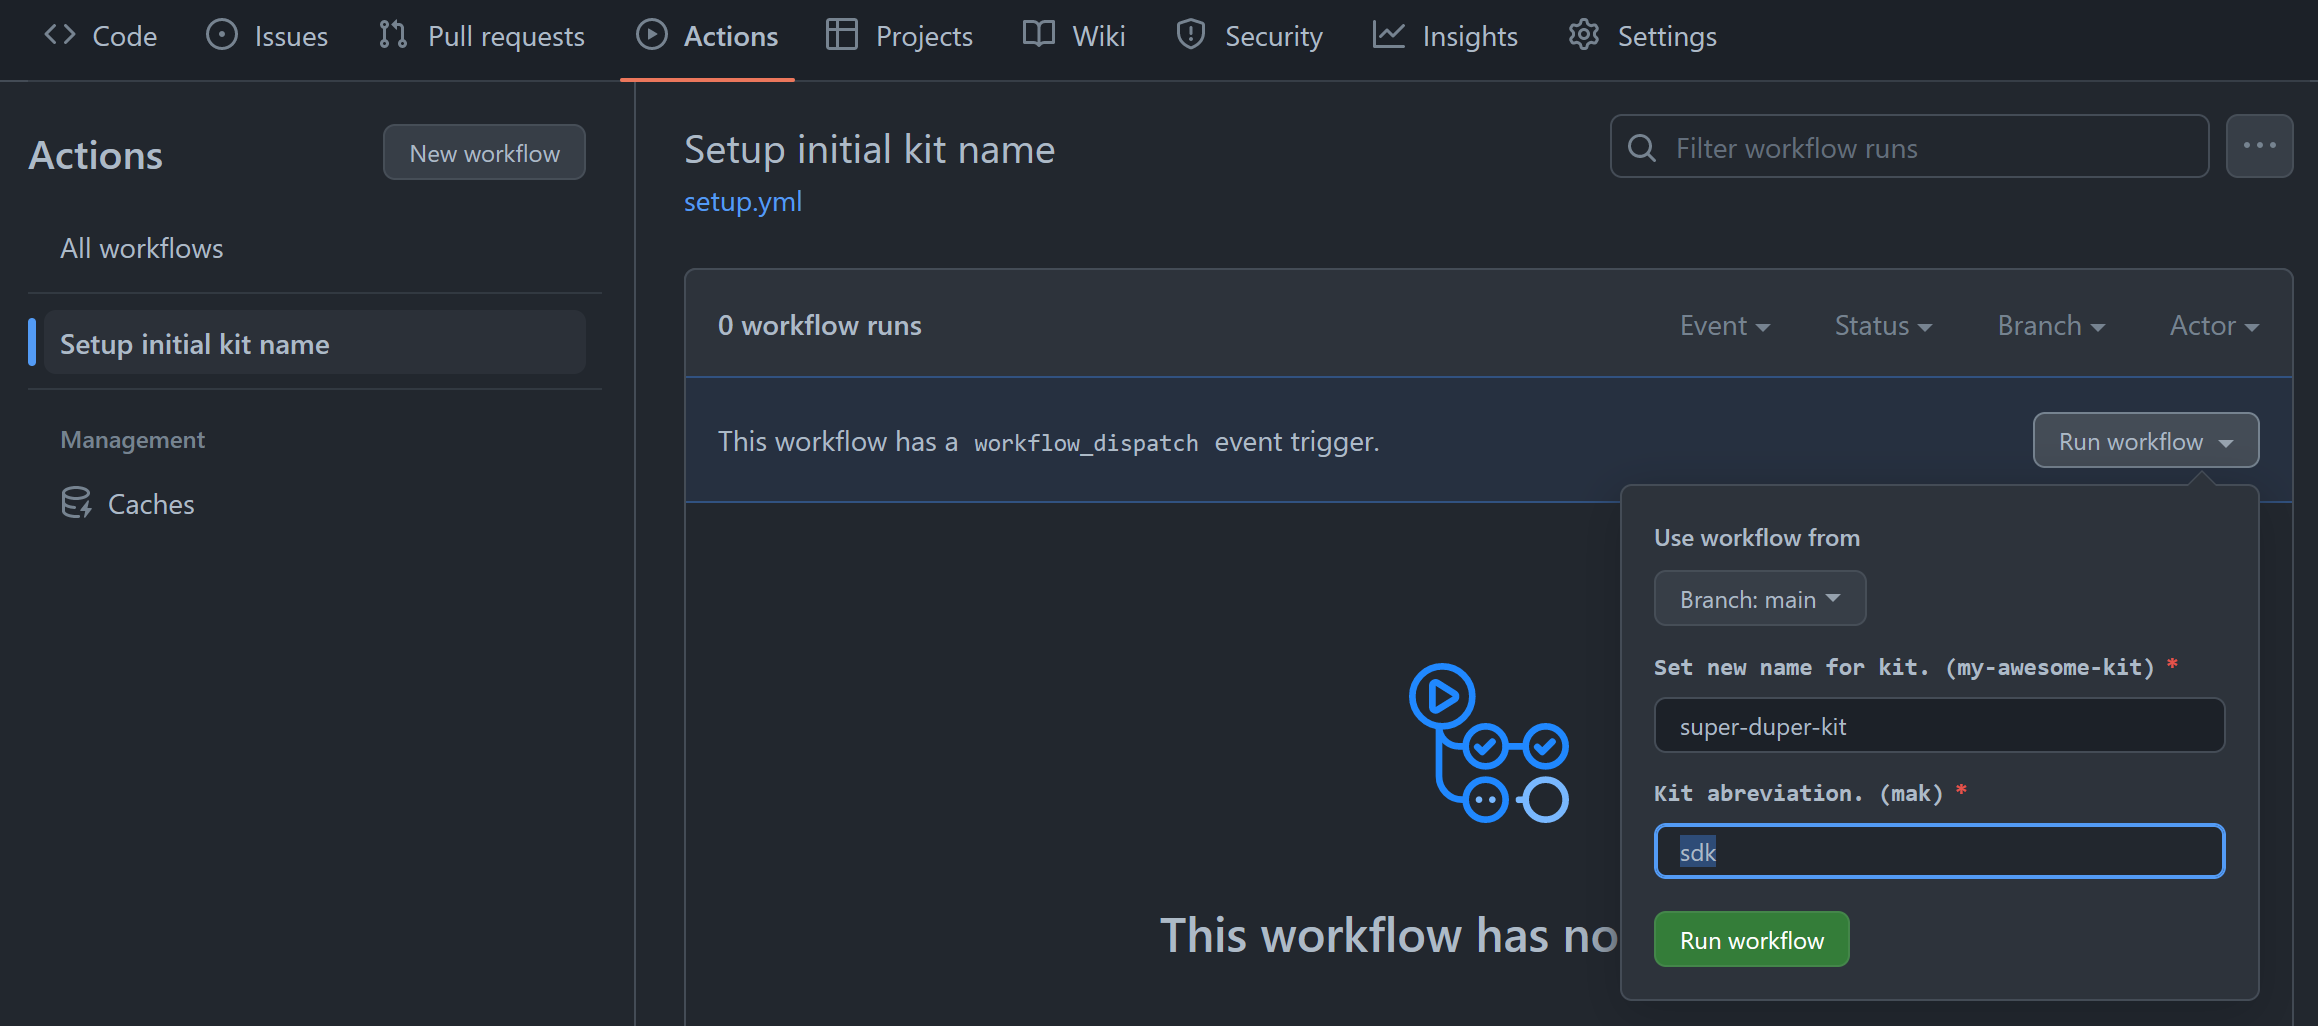 Code Issues Pull requests Actions Projects Wiki Security Insights Settings
Actions
New workflow
All workflows
Setup initial kit name
Management
Caches
Setup initial kit name
setup.yml
Filter workflow runs
0 workflow runs
Event Status Branch Actor
This workflow has a workflow_dispatch event trigger.
Run workflow
Use workflow from
Branch: main
Set new name for kit. (my-awesome-kit) *
super-duper-kit
Kit abreviation. (mak) *
sdk
Run workflow
This workflow has no